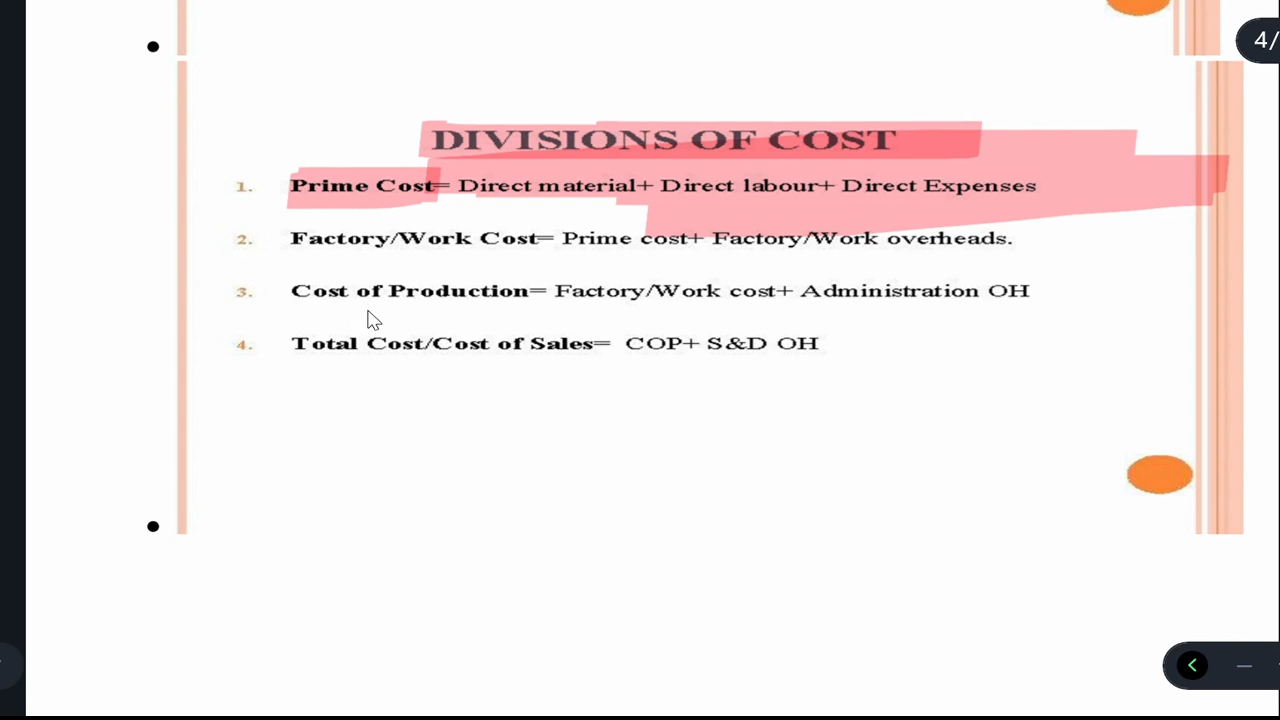 4/
DIVISIONS OF COST
1. Prime Cost= Direct material+ Direct labour+ Direct Expenses
2. Factory/Work Cost= Prime cost+ Factory/Work overheads.
3. Cost of Production= Factory/Work cost+ Administration OH
4. Total Cost/Cost of Sales= COP+ S&D OH